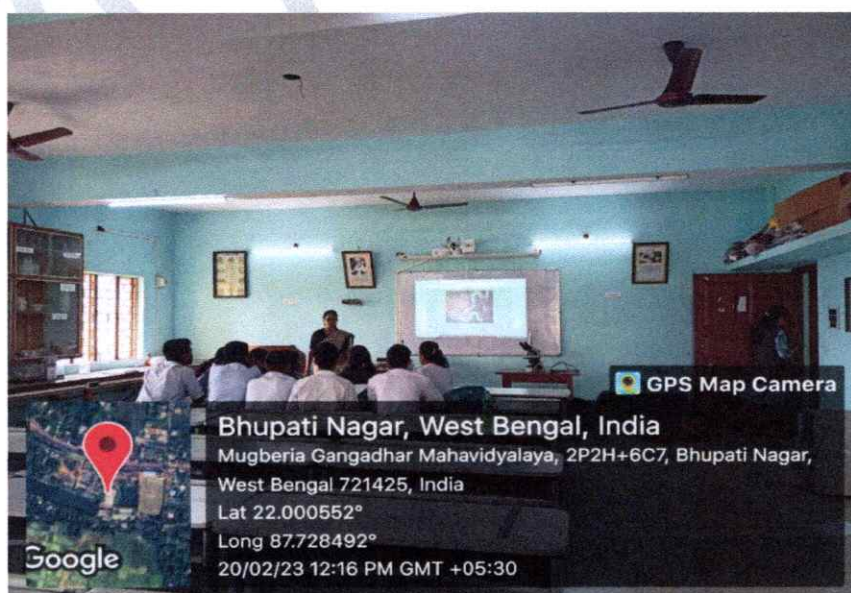 GPS Map Camera
Bhupati Nagar, West Bengal, India
Mugberia Gangadhar Mahavidyalaya, 2P2H+6C7, Bhupati Nagar,
West Bengal 721425, India
Lat 22.000552°
Long 87.728492°
20/02/23 12:16 PM GMT +05:30
Google